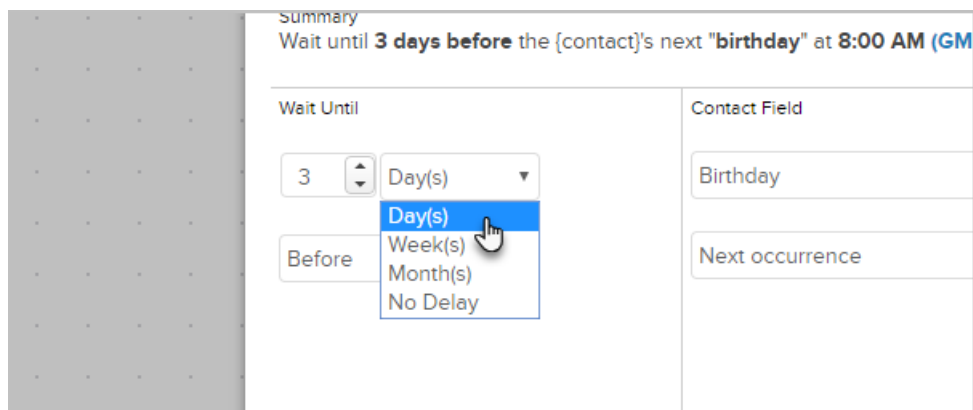 Summary
Wait until 3 days before the {contact}'s next "birthday" at 8:00 AM (GM
Wait Until
Contact Field
3
Day(s)
Birthday
Day(s)
Week(s)
Before
Next occurrence
Month(s)
No Delay